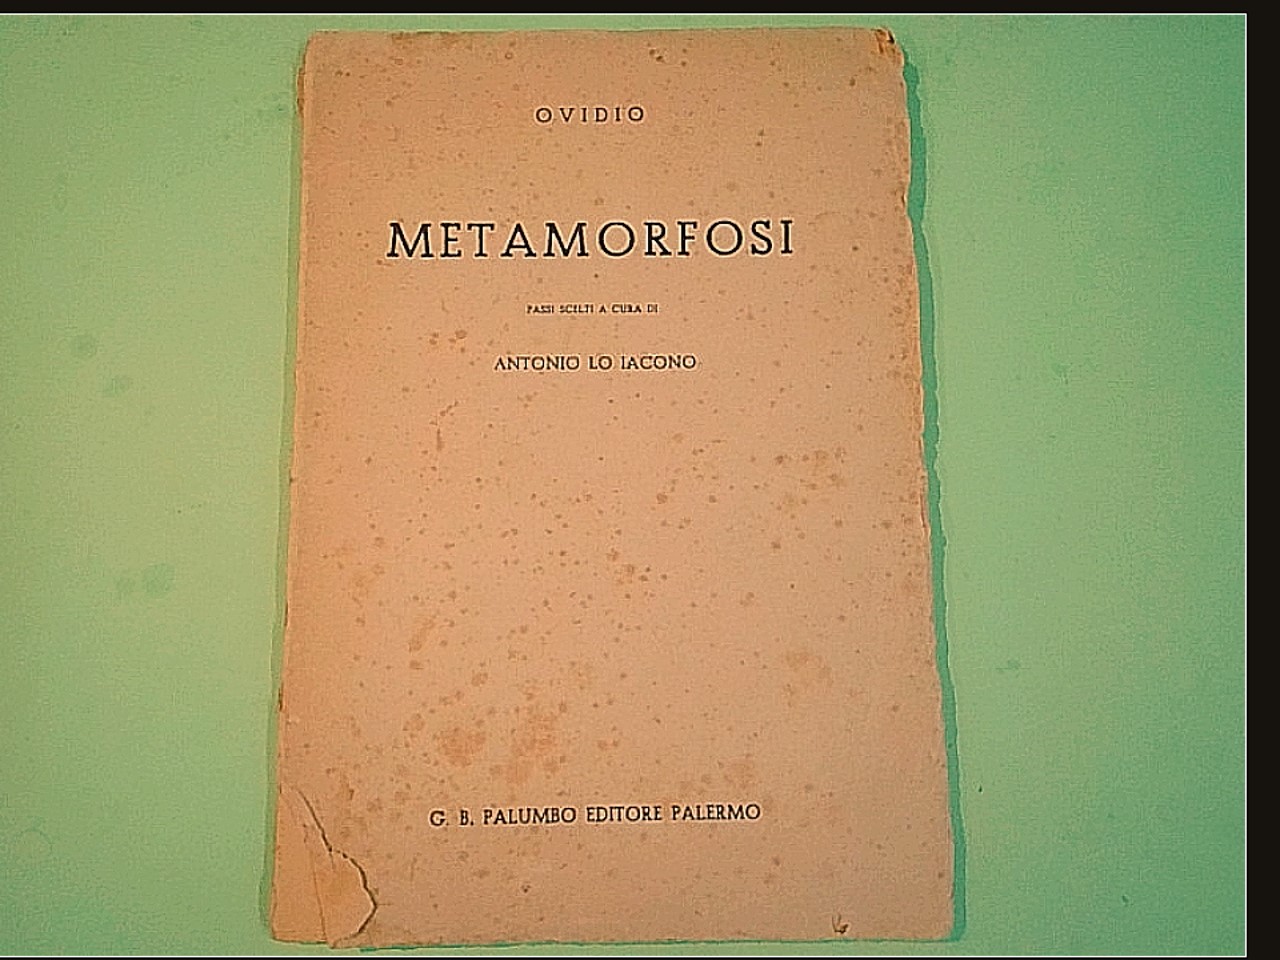 OVIDIO
METAMORFOSI
PASSI SCELTI A CURA DI
ANTONIO LO IACONO
G. B. PALUMBO EDITORE PALERMO